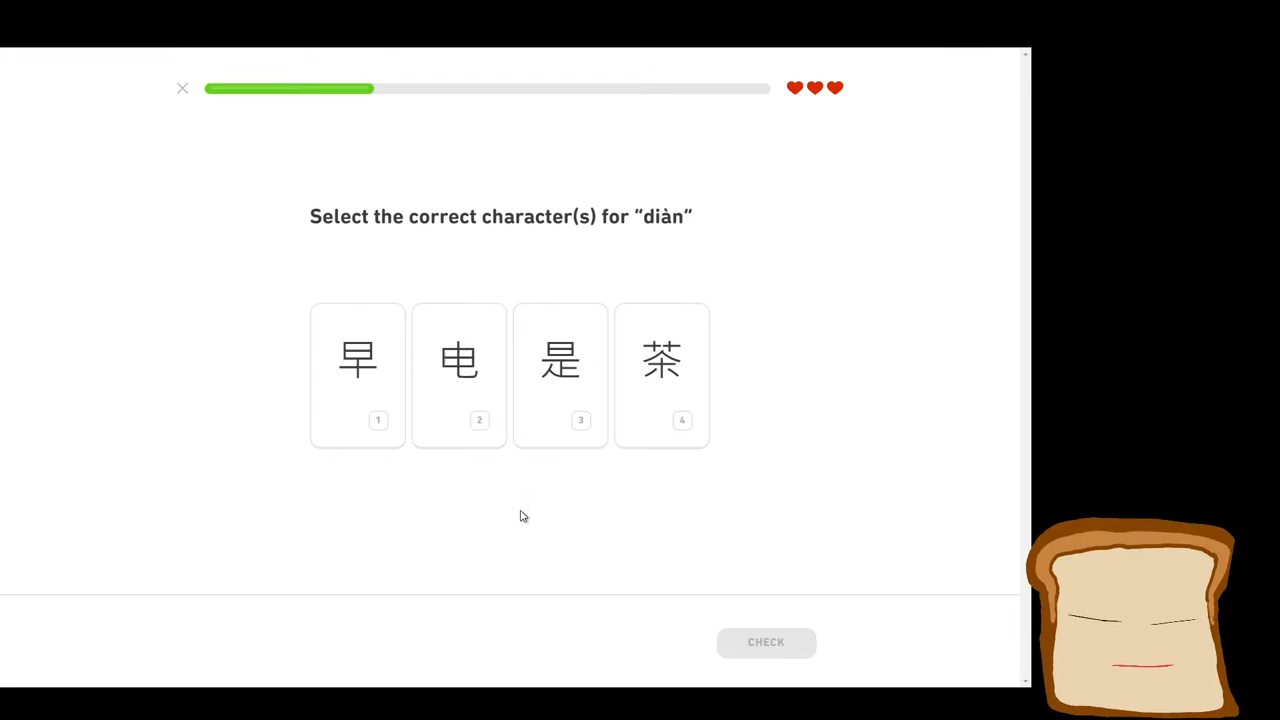 Select the correct character(s) for “diàn”
早 电 是 茶
1 2 3 4
CHECK